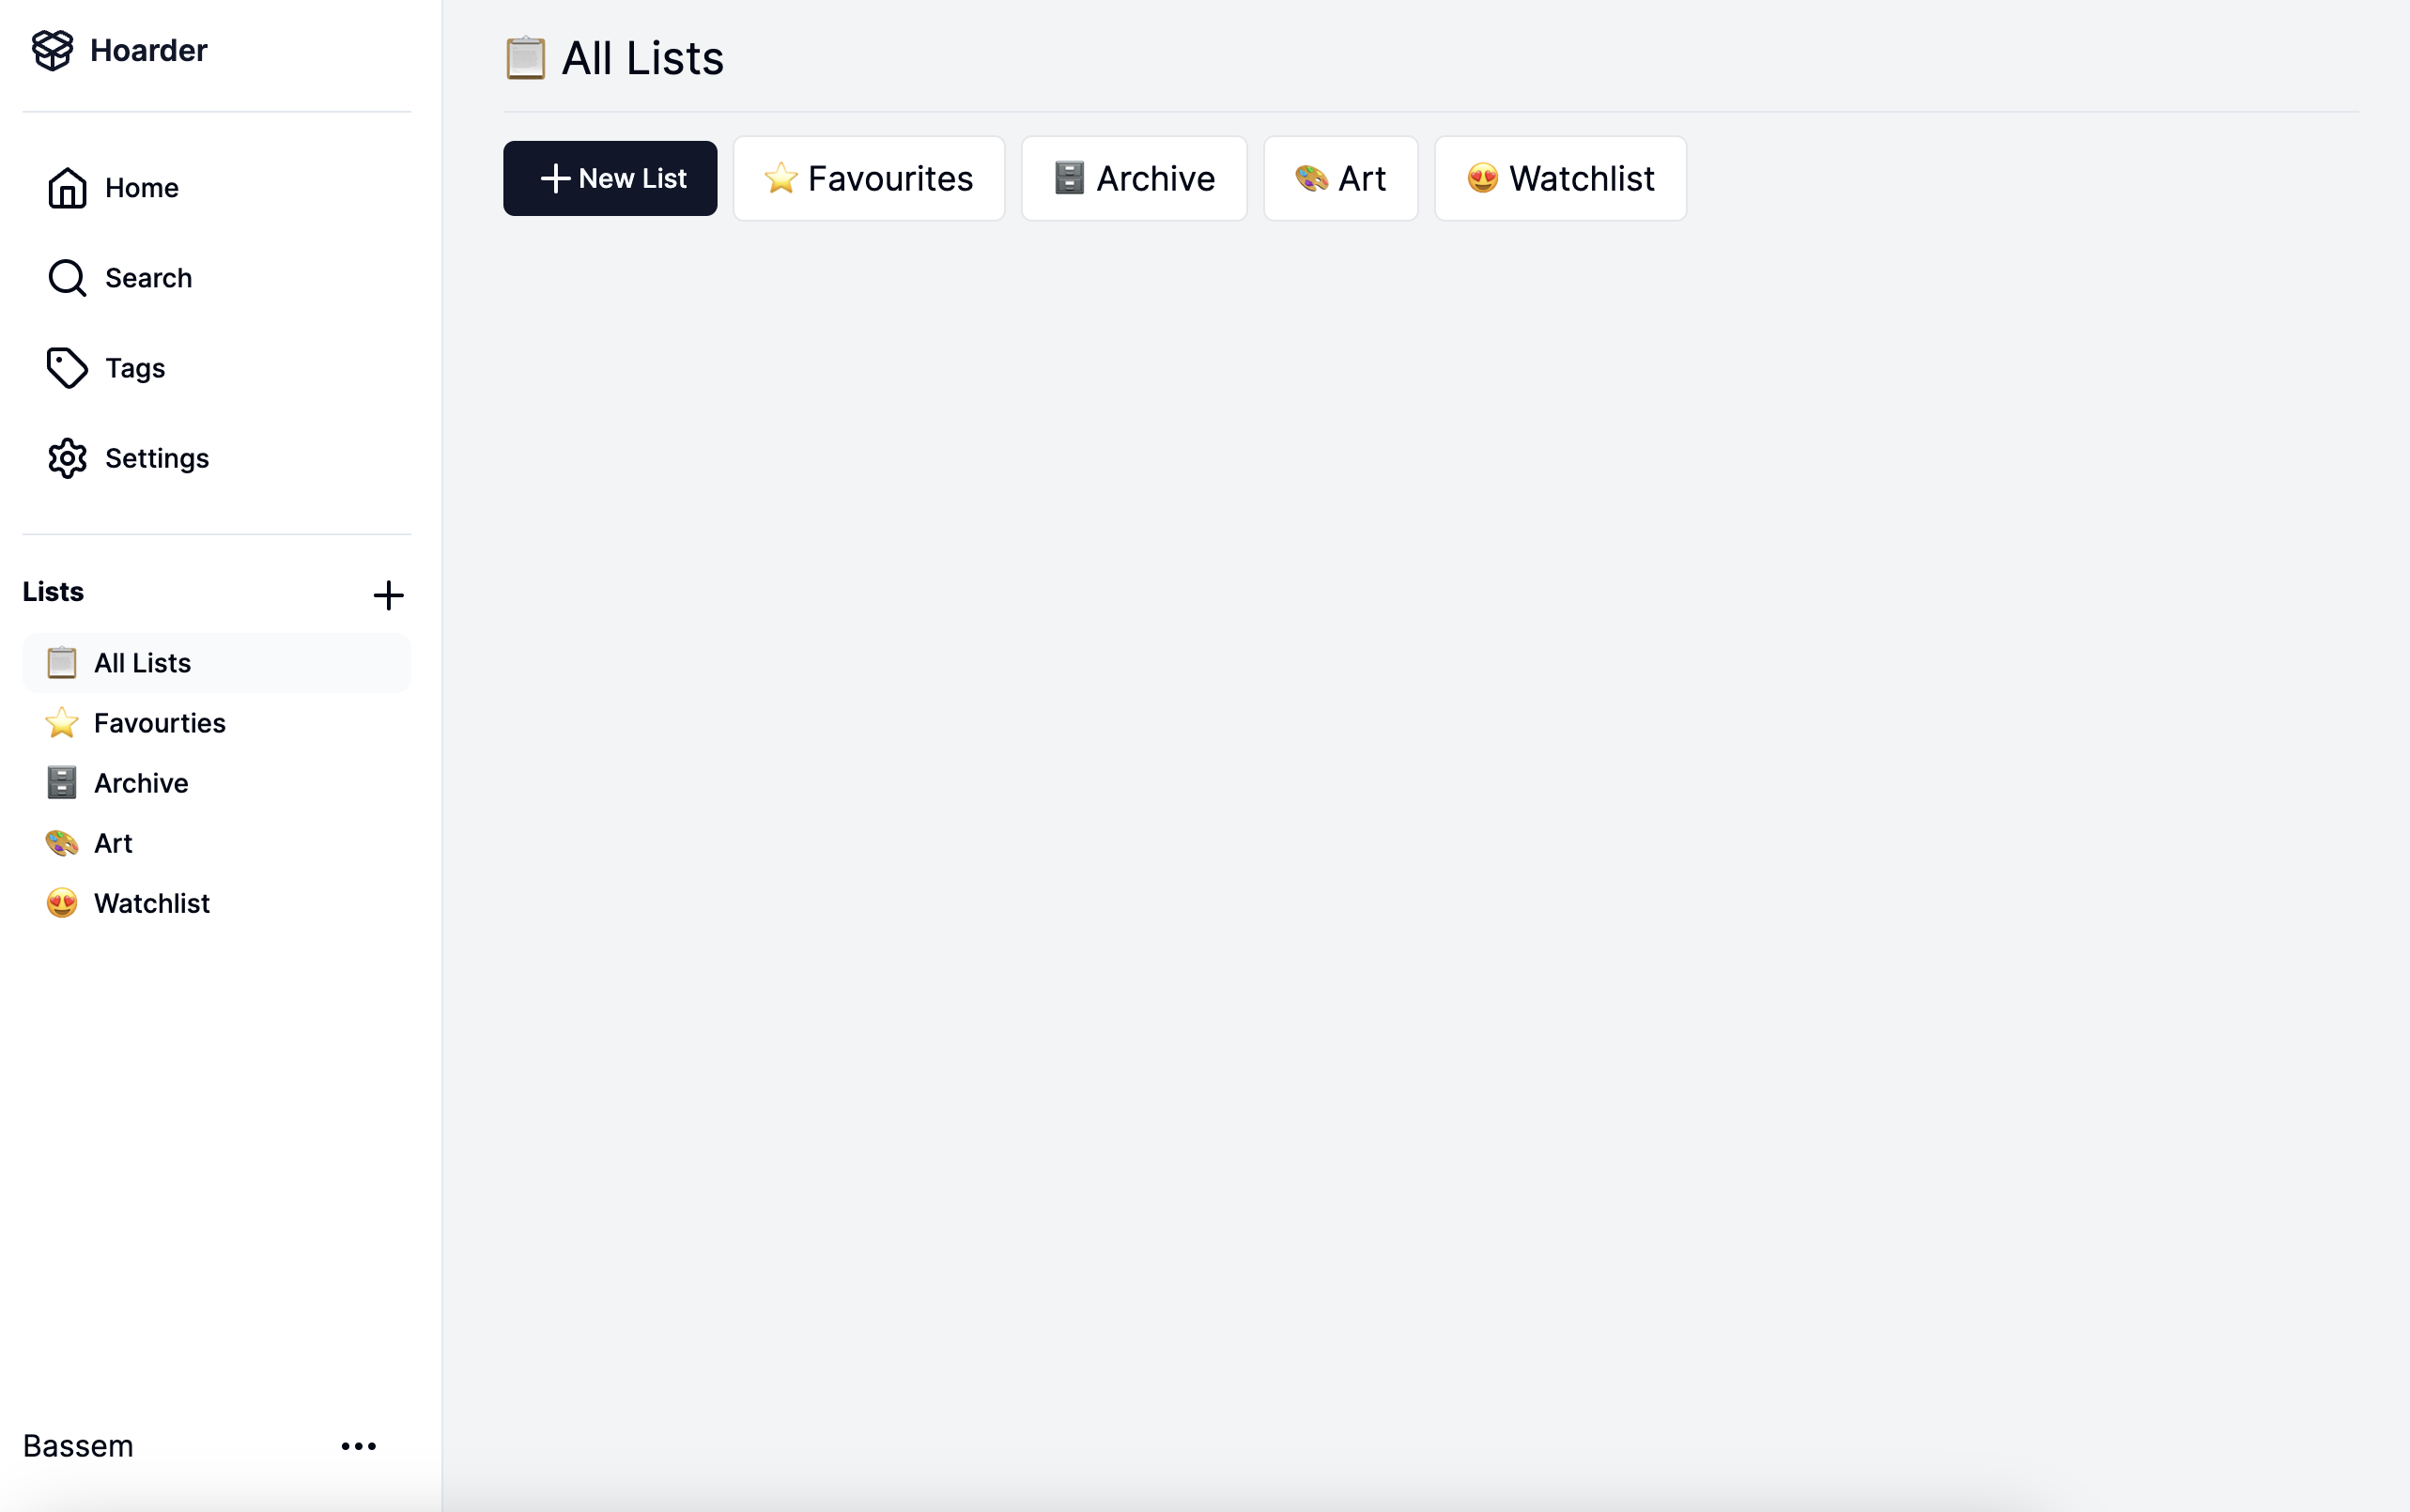 Hoarder
Home
Search
Tags
Settings
Lists
All Lists
Favourties
Archive
Art
Watchlist
Bassem
All Lists
New List
Favourites
Archive
Art
Watchlist